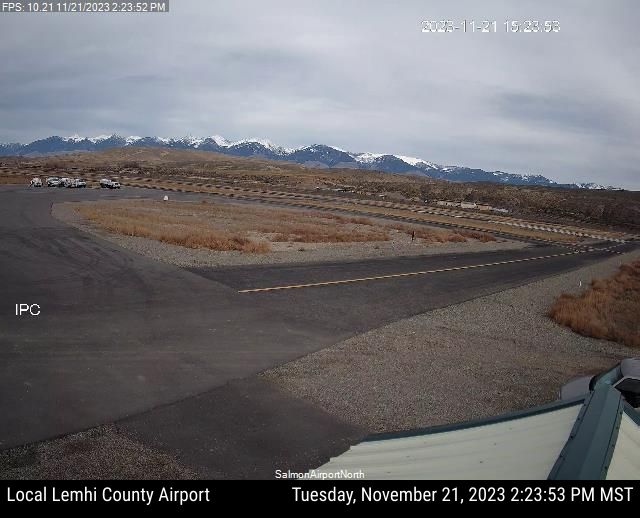 FPS: 10.21 11/21/2023 2:23:52 PM
2023-11-21 15:23:53
IPC
SalmonAirportNorth
Local Lemhi County Airport Tuesday, November 21, 2023 2:23:53 PM MST